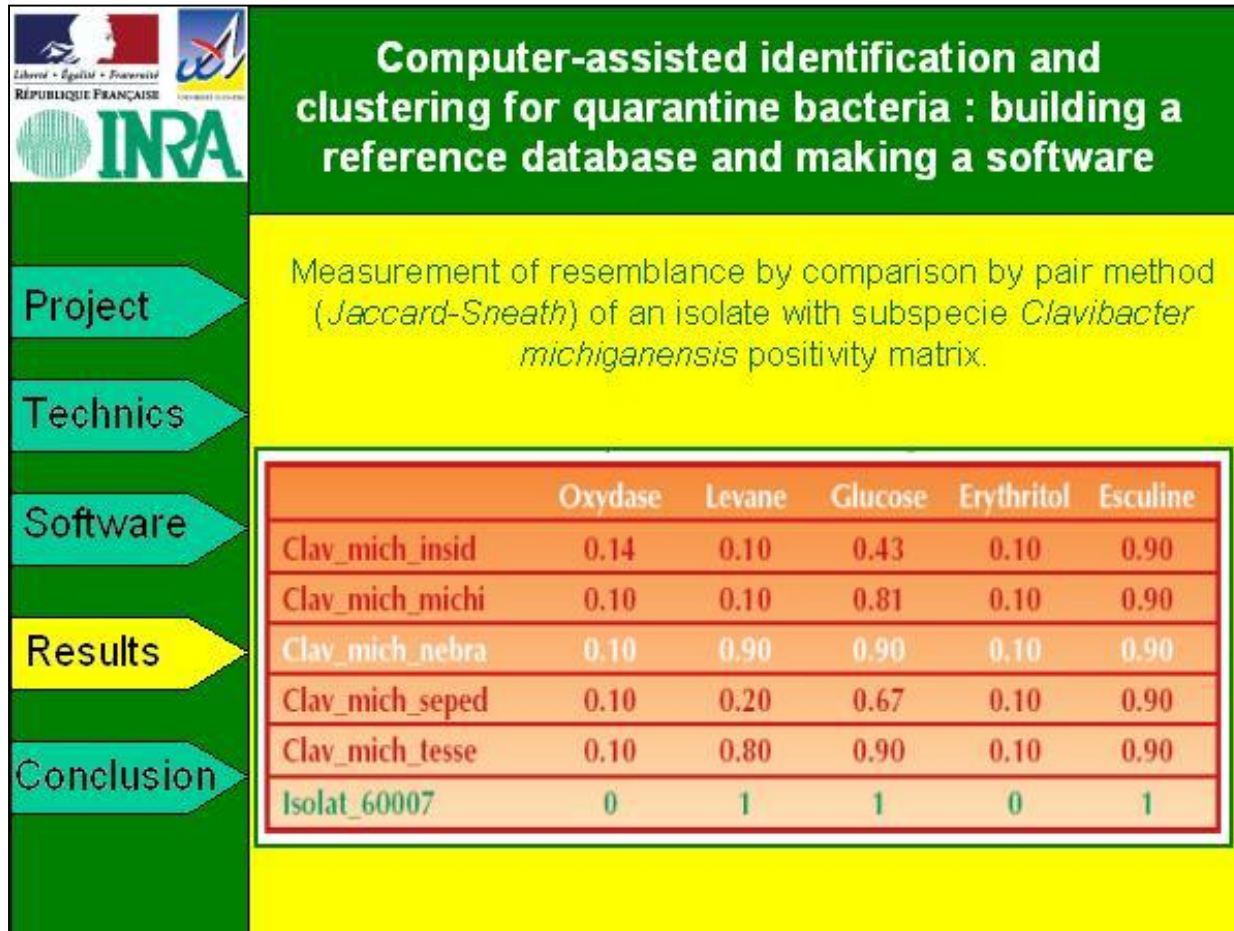 Liberté • Égalité • Fraternité
RÉPUBLIQUE FRANÇAISE
INRA
Computer-assisted identification and
clustering for quarantine bacteria : building a
reference database and making a software
Project
Technics
Software
Results
Conclusion
Measurement of resemblance by comparison by pair method
(Jaccard-Sneath) of an isolate with subspecie Clavibacter
michiganensis positivity matrix.
Oxydase Levane Glucose Erythritol Esculine
Clav_mich_insid 0.14 0.10 0.43 0.10 0.90
Clav_mich_michi 0.10 0.10 0.81 0.10 0.90
Clav_mich_nebra 0.10 0.90 0.90 0.10 0.90
Clav_mich_seped 0.10 0.20 0.67 0.10 0.90
Clav_mich_tesse 0.10 0.80 0.90 0.10 0.90
Isolat_60007 0 1 1 0 1